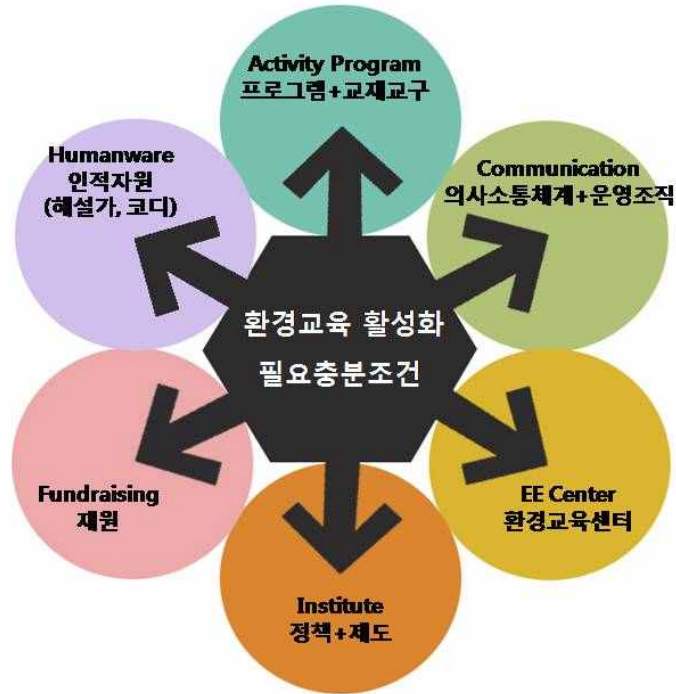 Activity Program
프로그램+교재교구
Humanware
인적자원
(해설가, 코디)
Communication
의사소통체계+운영조직
환경교육 활성화
필요충분조건
Fundraising
재원
EE Center
환경교육센터
Institute
정책+제도